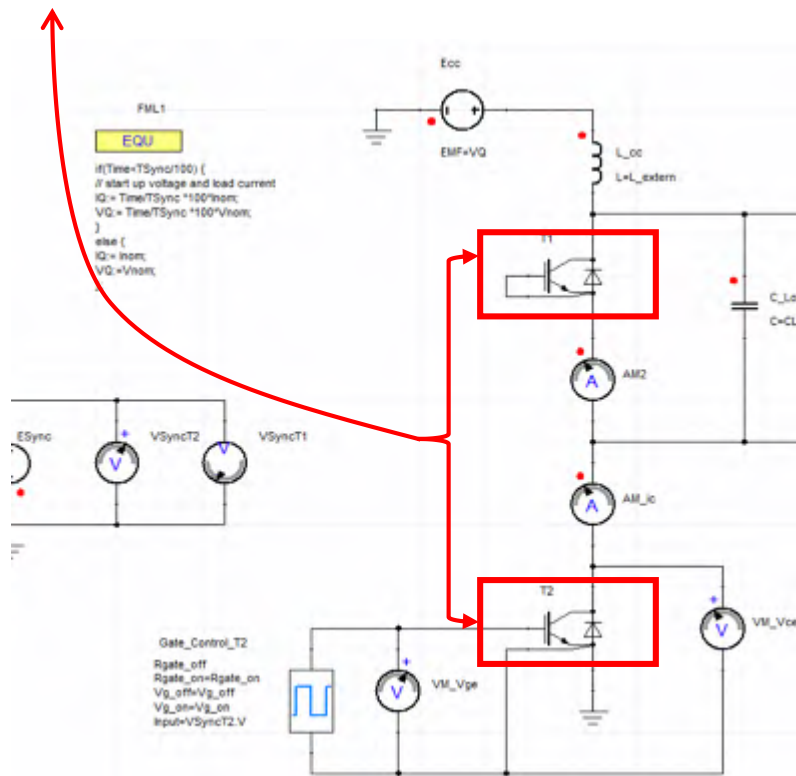 Ecc
FML1
EQU
EMF=VQ
L_cc
L=L_extern
if(Time<TSync/100) {
// start up voltage and load current
IQ:= Time/TSync *100*Inom;
VQ:= Time/TSync *100*Vnom;
}
else {
IQ:= Inom;
VQ:=Vnom;
T1
C_Lo
C=CL
AM2
A
ESync
VSyncT2
VSyncT1
V
V
AM_ic
A
T2
VM_Vce
V
Gate_Control_T2
Rgate_off
Rgate_on=Rgate_on
Vg_off=Vg_off
Vg_on=Vg_on
Input=VSyncT2.V
VM_Vge
V